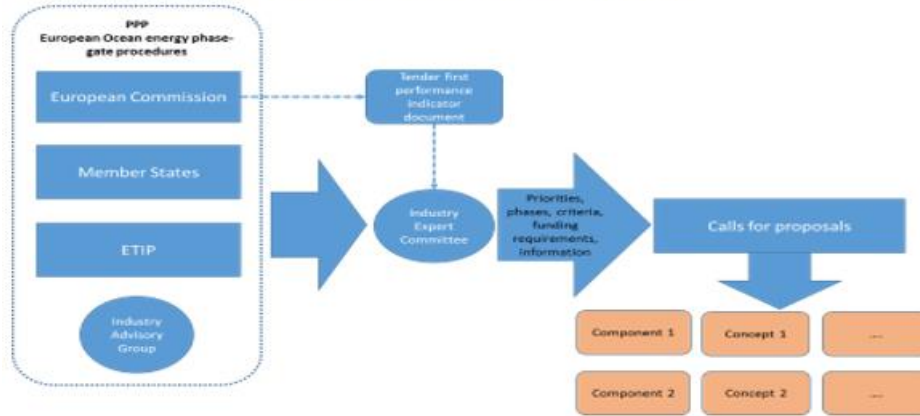 PPP
European Ocean energy phase-
gate procedures
European Commission
Member States
ETIP
Industry
Advisory
Group
Tender first
performance
indicator
document
Industry
Expert
Committee
Priorities,
phases, criteria,
funding
requirements,
information
Calls for proposals
Component 1
Concept 1
....
Component 2
Concept 2
....